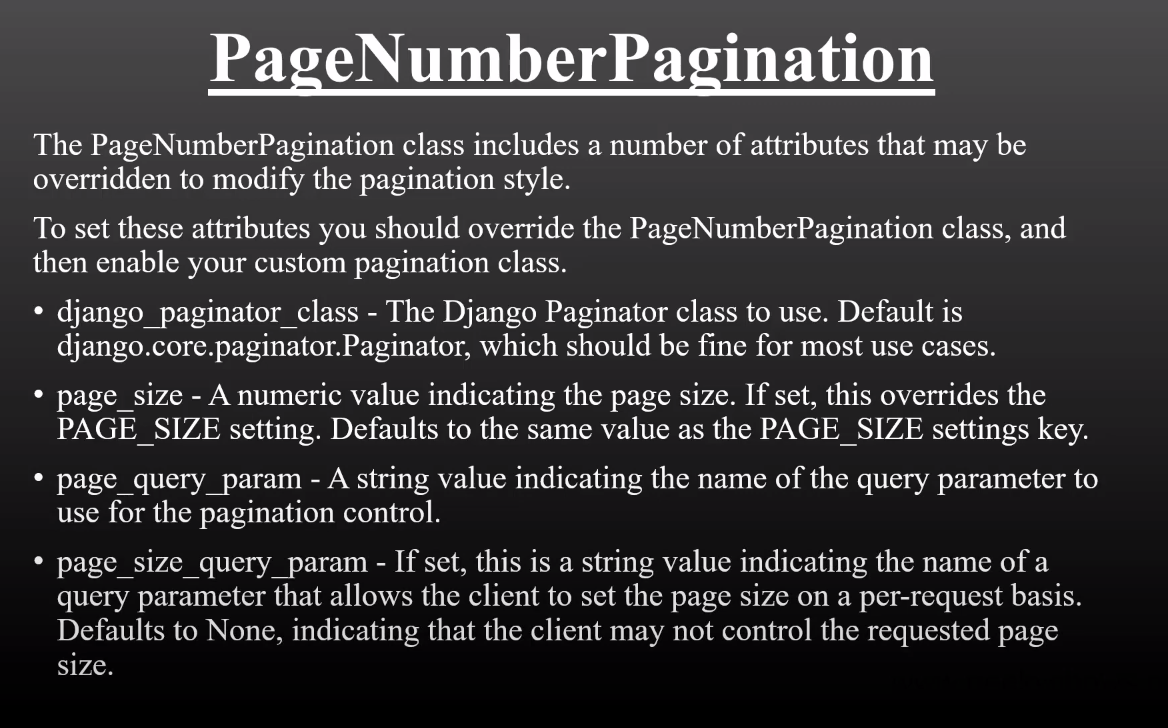 PageNumberPagination
The PageNumberPagination class includes a number of attributes that may be
overridden to modify the pagination style.
To set these attributes you should override the PageNumberPagination class, and
then enable your custom pagination class.
• django_paginator_class - The Django Paginator class to use. Default is
django.core.paginator.Paginator, which should be fine for most use cases.
• page_size - A numeric value indicating the page size. If set, this overrides the
PAGE_SIZE setting. Defaults to the same value as the PAGE_SIZE settings key.
• page_query_param - A string value indicating the name of the query parameter to
use for the pagination control.
• page_size_query_param - If set, this is a string value indicating the name of a
query parameter that allows the client to set the page size on a per-request basis.
Defaults to None, indicating that the client may not control the requested page
size.